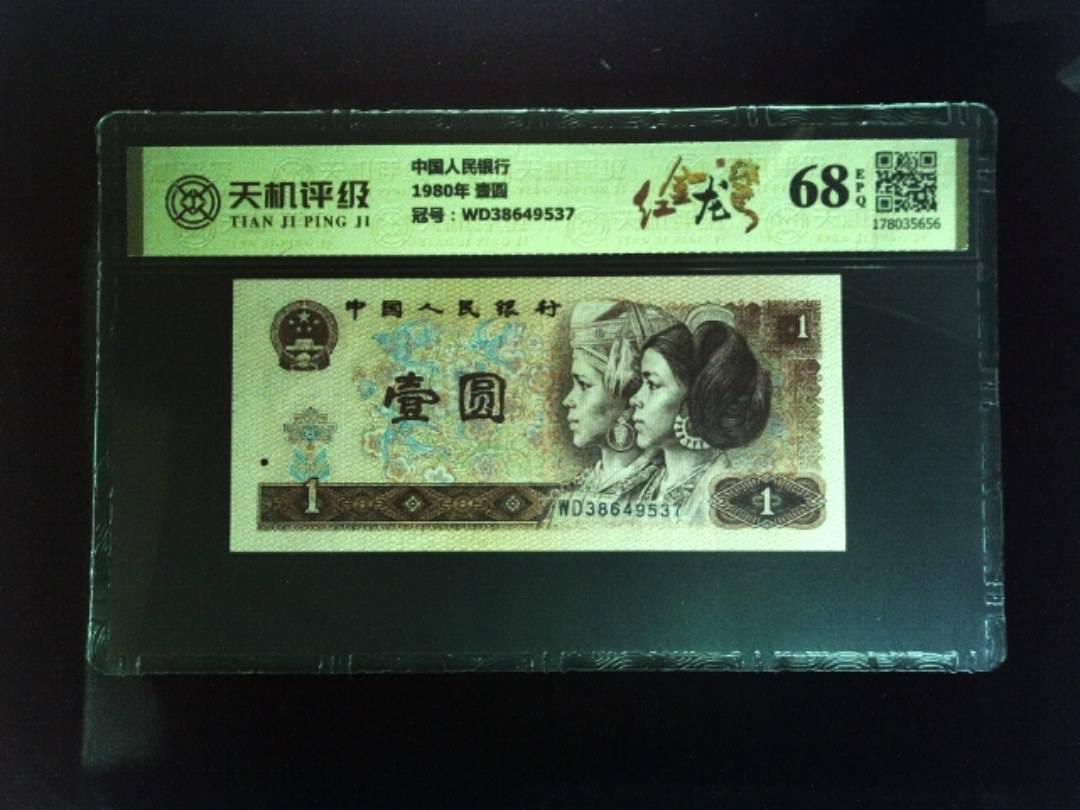 天机评级
TIAN JI PING JI
中国人民银行
1980年 壹圆
冠号：WD38649537
红金龙
68
EPQ
178035656
中国人民银行
1
壹圆
1
WD38649537
1